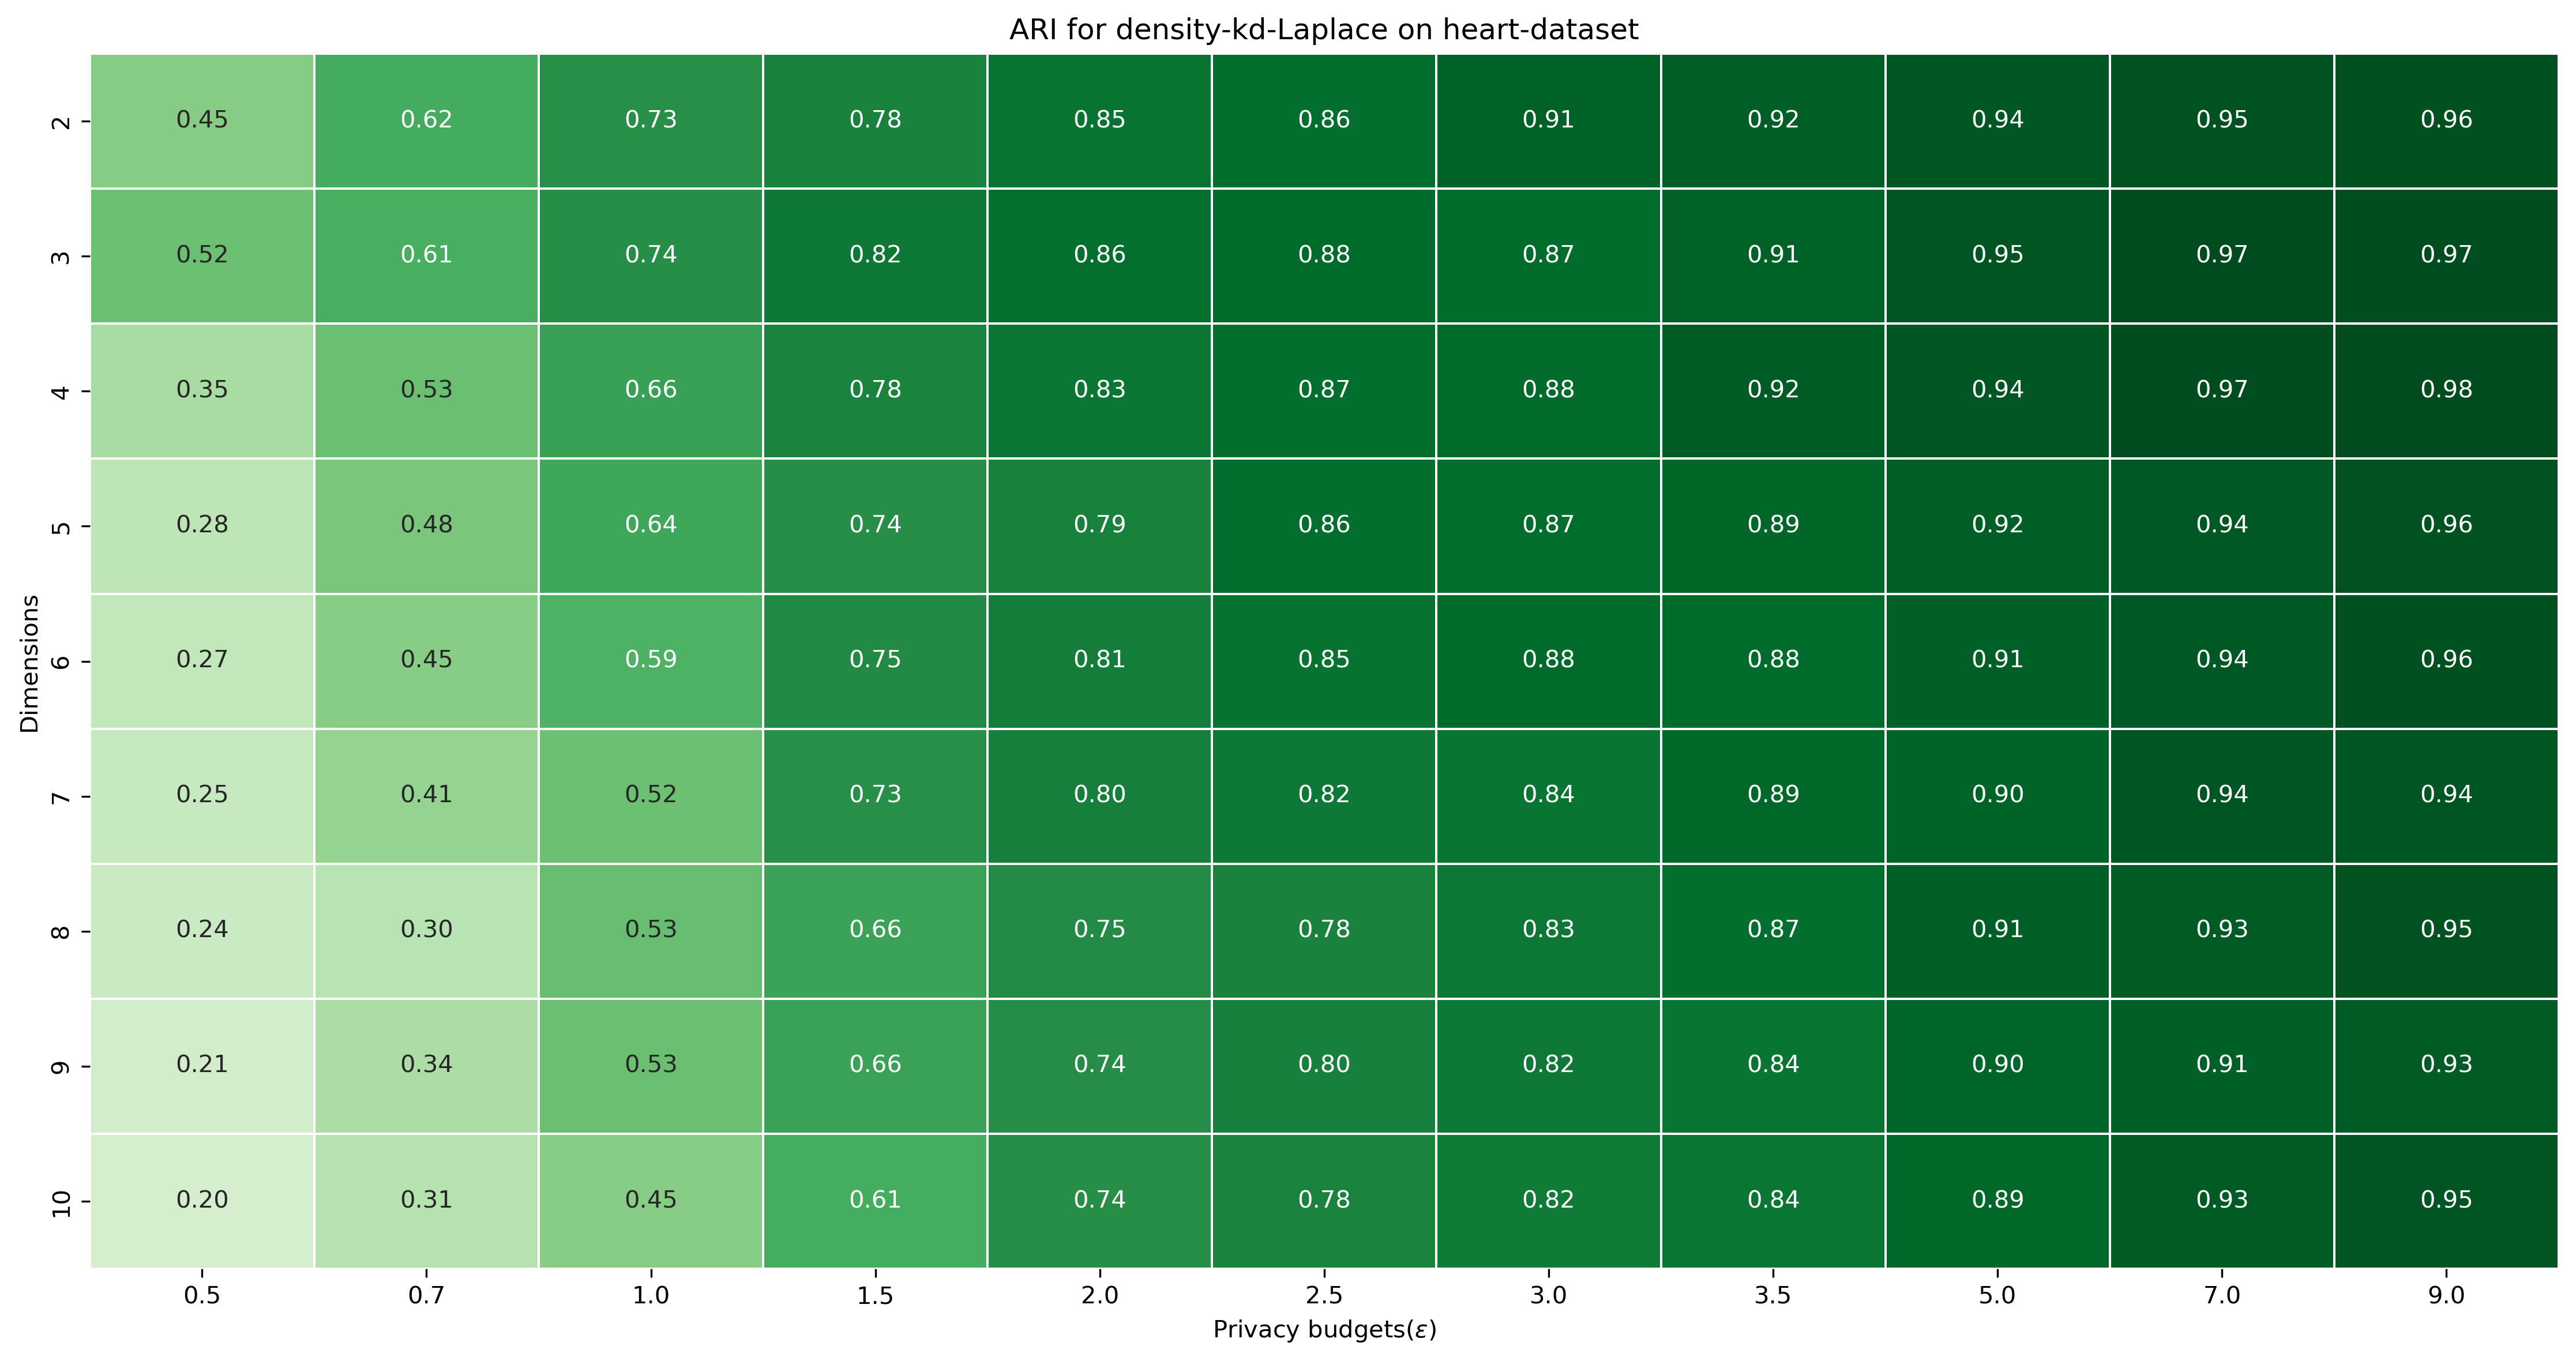 ARI for density-kd-Laplace on heart-dataset
2 0.45 0.62 0.73 0.78 0.85 0.86 0.91 0.92 0.94 0.95 0.96
3 0.52 0.61 0.74 0.82 0.86 0.88 0.87 0.91 0.95 0.97 0.97
4 0.35 0.53 0.66 0.78 0.83 0.87 0.88 0.92 0.94 0.97 0.98
5 0.28 0.48 0.64 0.74 0.79 0.86 0.87 0.89 0.92 0.94 0.96
6 0.27 0.45 0.59 0.75 0.81 0.85 0.88 0.88 0.91 0.94 0.96
7 0.25 0.41 0.52 0.73 0.80 0.82 0.84 0.89 0.90 0.94 0.94
8 0.24 0.30 0.53 0.66 0.75 0.78 0.83 0.87 0.91 0.93 0.95
9 0.21 0.34 0.53 0.66 0.74 0.80 0.82 0.84 0.90 0.91 0.93
10 0.20 0.31 0.45 0.61 0.74 0.78 0.82 0.84 0.89 0.93 0.95
Dimensions
0.5 0.7 1.0 1.5 2.0 2.5 3.0 3.5 5.0 7.0 9.0
Privacy budgets(ε)